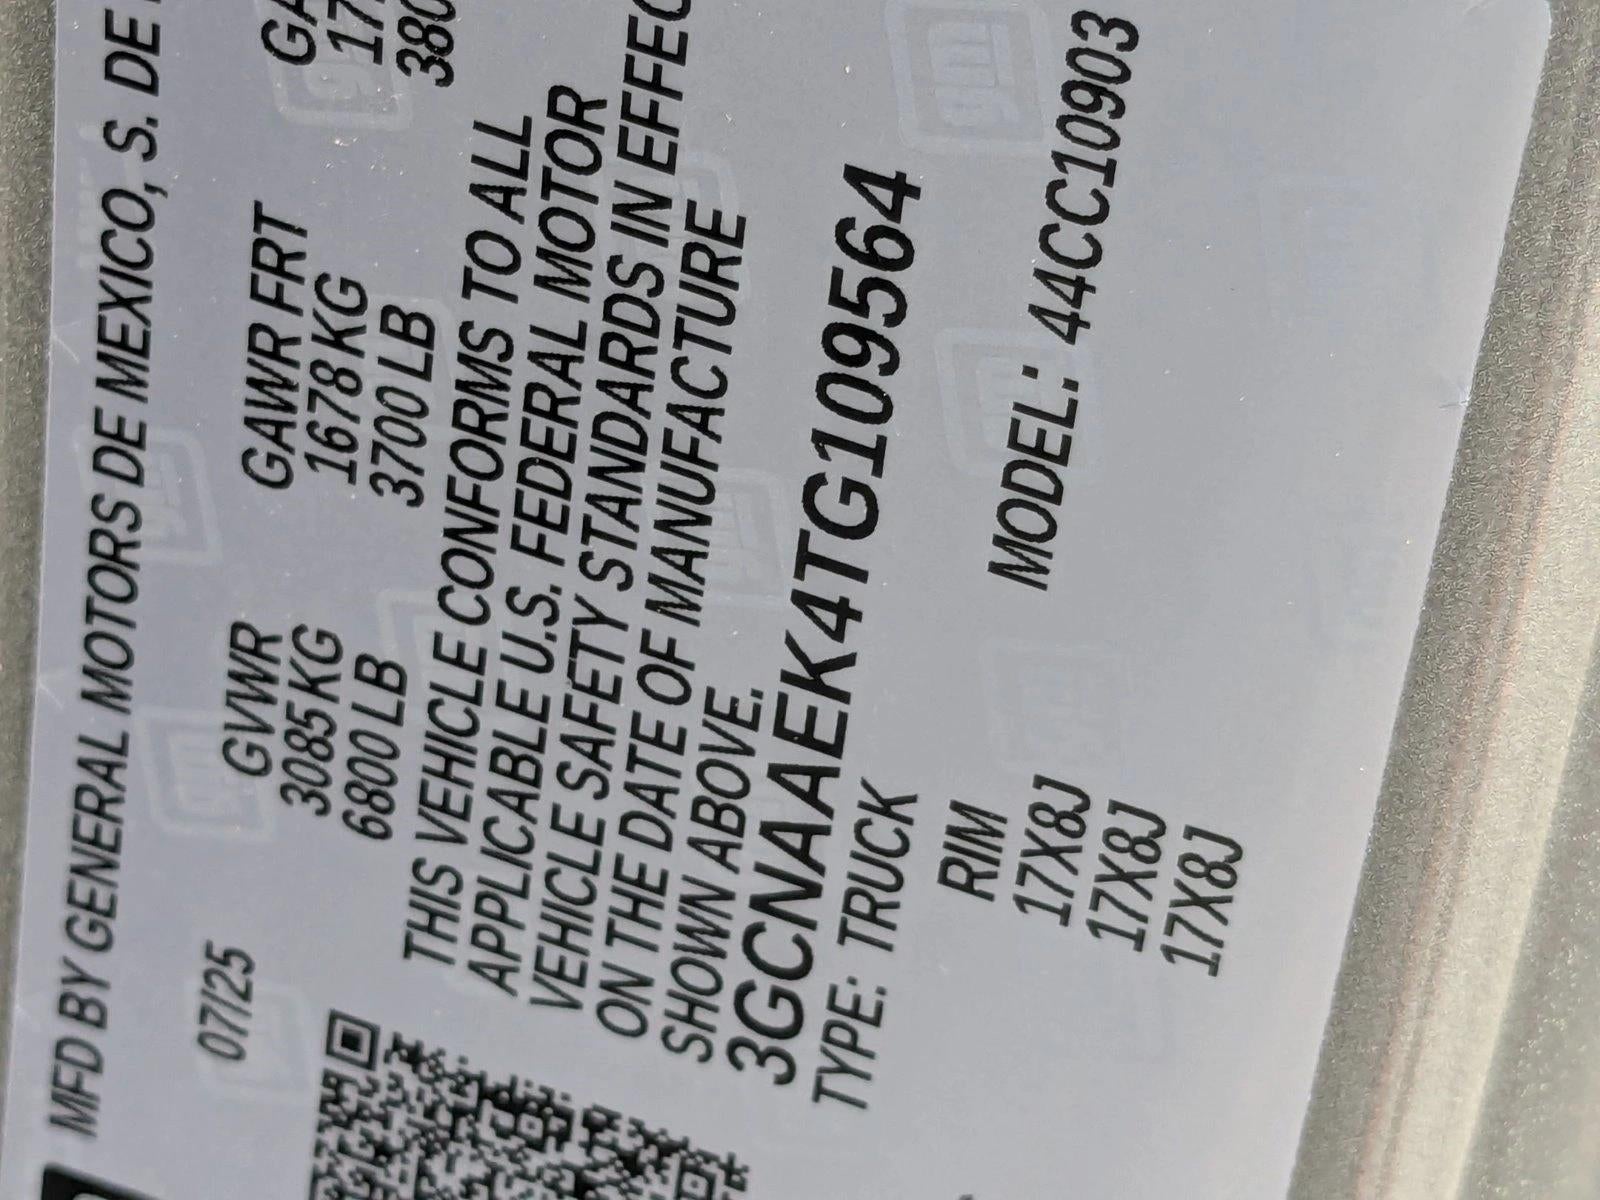 MFD BY GENERAL MOTORS DE MEXICO, S. DE
07/25
GVWR GAWR FRT
3085 KG 1678 KG
6800 LB 3700 LB
THIS VEHICLE CONFORMS TO ALL
APPLICABLE U.S. FEDERAL MOTOR
VEHICLE SAFETY STANDARDS IN EFFEC
ON THE DATE OF MANUFACTURE
SHOWN ABOVE.
3GCNAAEK4TG109564
TYPE: TRUCK MODEL: 44CC10903
RIM
17X8J
17X8J
17X8J